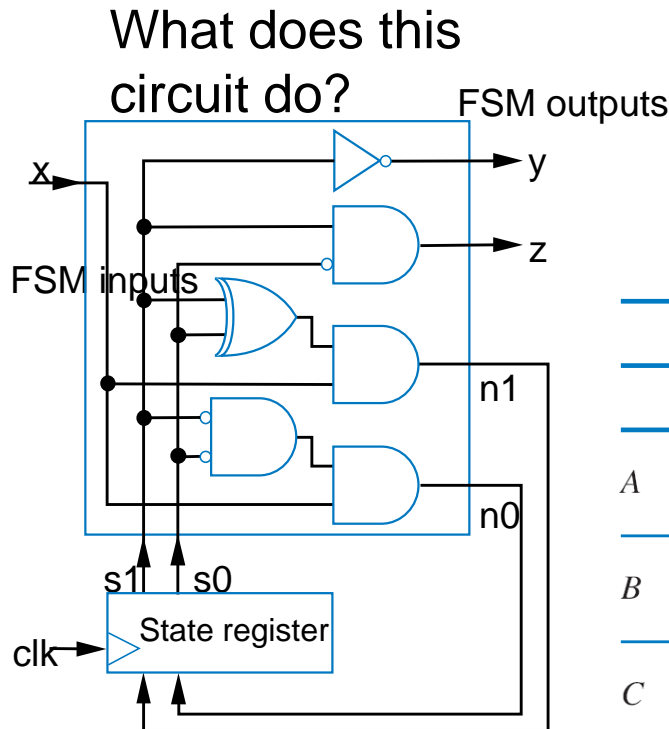 What does this
circuit do?
FSM outputs
x
y
z
FSM inputs
n1
A
n0
s1
s0
B
State register
clk
C